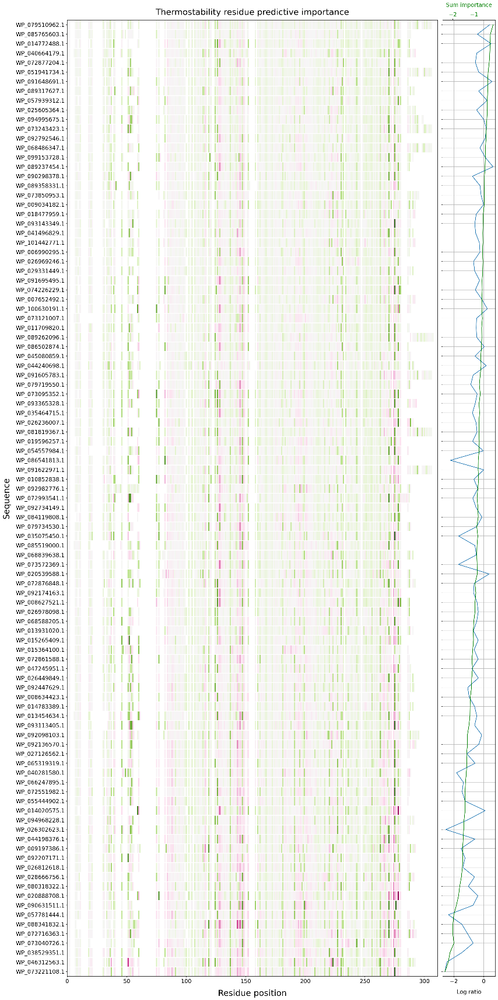 Sum importance
−2 −1
Thermostability residue predictive importance
WP_079510962.1
WP_085765603.1
WP_014772488.1
WP_040664179.1
WP_072877204.1
WP_051941734.1
WP_091648691.1
WP_089317627.1
WP_057939312.1
WP_025605364.1
WP_094995675.1
WP_073243423.1
WP_092792546.1
WP_068486347.1
WP_099153728.1
WP_089237454.1
WP_090298378.1
WP_089358331.1
WP_073850953.1
WP_009034182.1
WP_018477959.1
WP_093143349.1
WP_041496829.1
WP_101442771.1
WP_006990295.1
WP_026969246.1
WP_029331449.1
WP_091695495.1
WP_074226229.1
WP_007652492.1
WP_100630191.1
WP_073121007.1
WP_011709820.1
WP_089262096.1
WP_086502874.1
WP_045080859.1
WP_044240698.1
WP_091605783.1
WP_079719550.1
WP_073095352.1
WP_093365328.1
WP_035464715.1
WP_026236007.1
WP_081819367.1
WP_019596257.1
WP_054557984.1
WP_086541813.1
WP_091622971.1
WP_010852838.1
WP_092982776.1
WP_072993541.1
WP_092734149.1
WP_084119808.1
WP_079734530.1
WP_035075450.1
WP_085519000.1
WP_068839638.1
WP_073572369.1
WP_020539588.1
WP_072876848.1
WP_092174163.1
WP_008627521.1
WP_026978098.1
WP_068588205.1
WP_013931020.1
WP_015265409.1
WP_015364100.1
WP_072861588.1
WP_047245951.1
WP_026449849.1
WP_092447629.1
WP_008634423.1
WP_014783389.1
WP_013454634.1
WP_093113405.1
WP_092098103.1
WP_092136570.1
WP_027126562.1
WP_065319319.1
WP_040281580.1
WP_066247895.1
WP_072551982.1
WP_055444902.1
WP_014020575.1
WP_094968228.1
WP_026302623.1
WP_044198376.1
WP_009197386.1
WP_092207171.1
WP_026812618.1
WP_028666756.1
WP_080318322.1
WP_020888708.1
WP_090631511.1
WP_057781444.1
WP_088341832.1
WP_072716363.1
WP_073040726.1
WP_038529351.1
WP_046312563.1
WP_073221108.1
Sequence
0 50 100 150 200 250 300
Residue position
−2 0
Log ratio